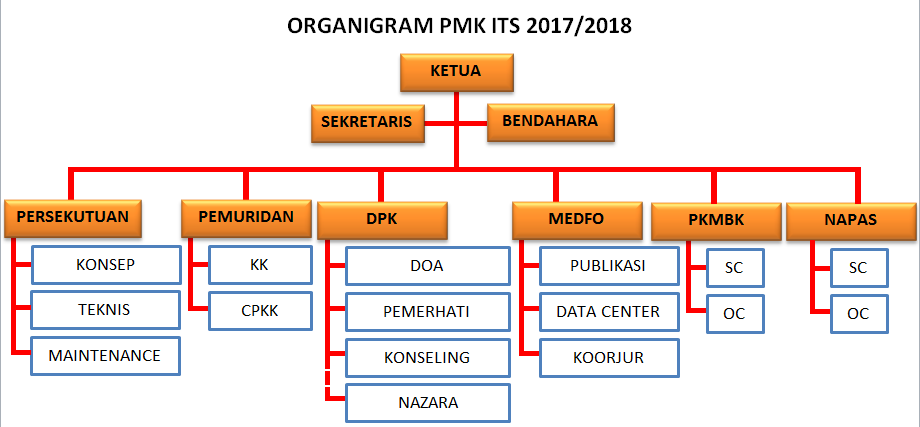 ORGANIGRAM PMK ITS 2017/2018
KETUA
SEKRETARIS
BENDAHARA
PERSEKUTUAN
PEMURIDAN
DPK
MEDFO
PKMBK
NAPAS
KONSEP
TEKNIS
MAINTENANCE
KK
CPKK
DOA
PEMERHATI
KONSELING
NAZARA
PUBLIKASI
DATA CENTER
KOORJUR
SC
OC
SC
OC